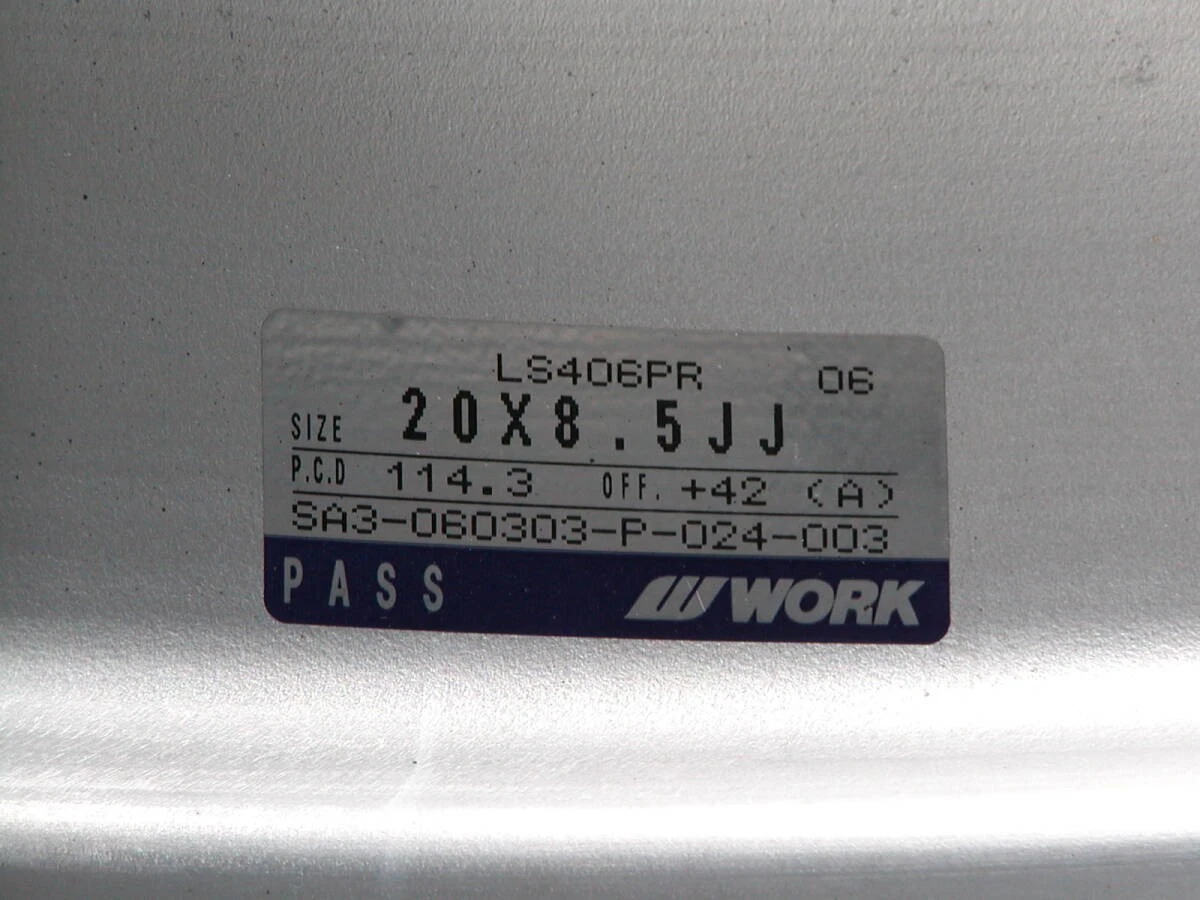 LS406PR 06
SIZE 20X8.5JJ
P.C.D 114.3 OFF. +42 (A)
SA3-060303-P-024-003
PASS WORK